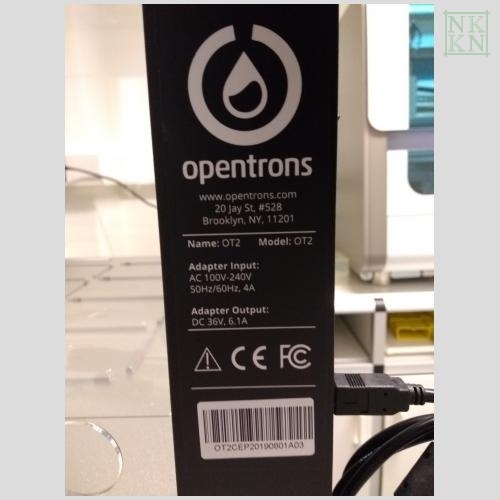 NK
KN
opentrons
www.opentrons.com
20 Jay St, #528
Brooklyn, NY, 11201
Name: OT2 Model: OT2
Adapter Input:
AC 100V-240V
50Hz/60Hz, 4A
Adapter Output:
DC 36V, 6.1A
CE FC
OT2CEP20190801A03